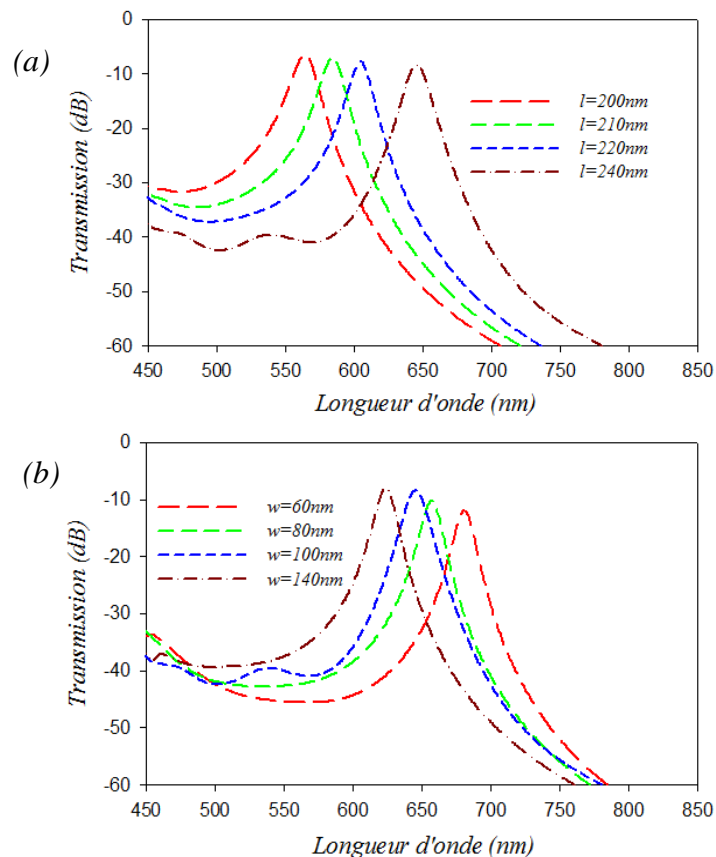 (a)
Transmission (dB)
0
-10
-20
-30
-40
-50
-60
l=200nm
l=210nm
l=220nm
l=240nm
450 500 550 600 650 700 750 800 850
Longueur d'onde (nm)
(b)
Transmission (dB)
0
-10
-20
-30
-40
-50
-60
w=60nm
w=80nm
w=100nm
w=140nm
450 500 550 600 650 700 750 800 850
Longueur d'onde (nm)